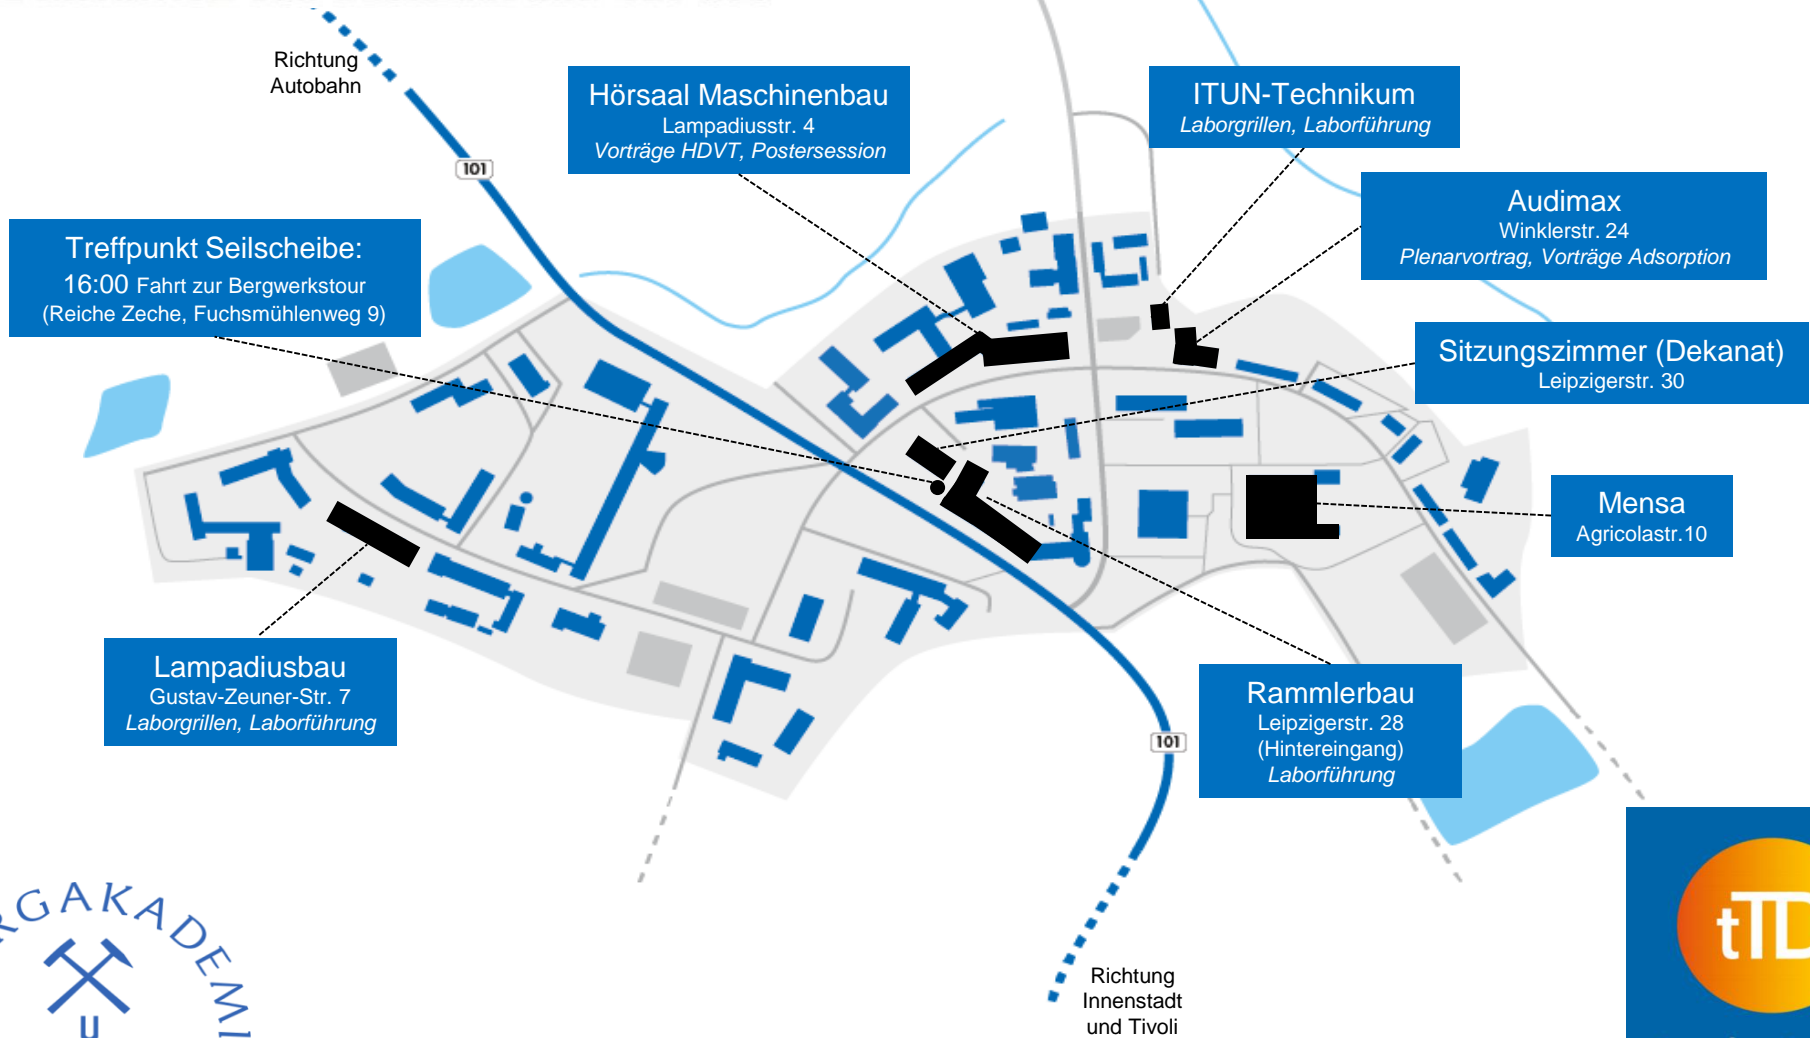 Richtung
Autobahn
101
Hörsaal Maschinenbau
Lampadiusstr. 4
Vorträge HDVT, Postersession
ITUN-Technikum
Laborgrillen, Laborführung
Audimax
Winklerstr. 24
Plenarvortrag, Vorträge Adsorption
Treffpunkt Seilscheibe:
16:00 Fahrt zur Bergwerkstour
(Reiche Zeche, Fuchsmühlenweg 9)
Sitzungszimmer (Dekanat)
Leipzigerstr. 30
Mensa
Agricolastr.10
Lampadiusbau
Gustav-Zeuner-Str. 7
Laborgrillen, Laborführung
Rammlerbau
Leipzigerstr. 28
(Hintereingang)
Laborführung
101
Richtung
Innenstadt
und Tivoli
RGAKADEMI
U
tTD